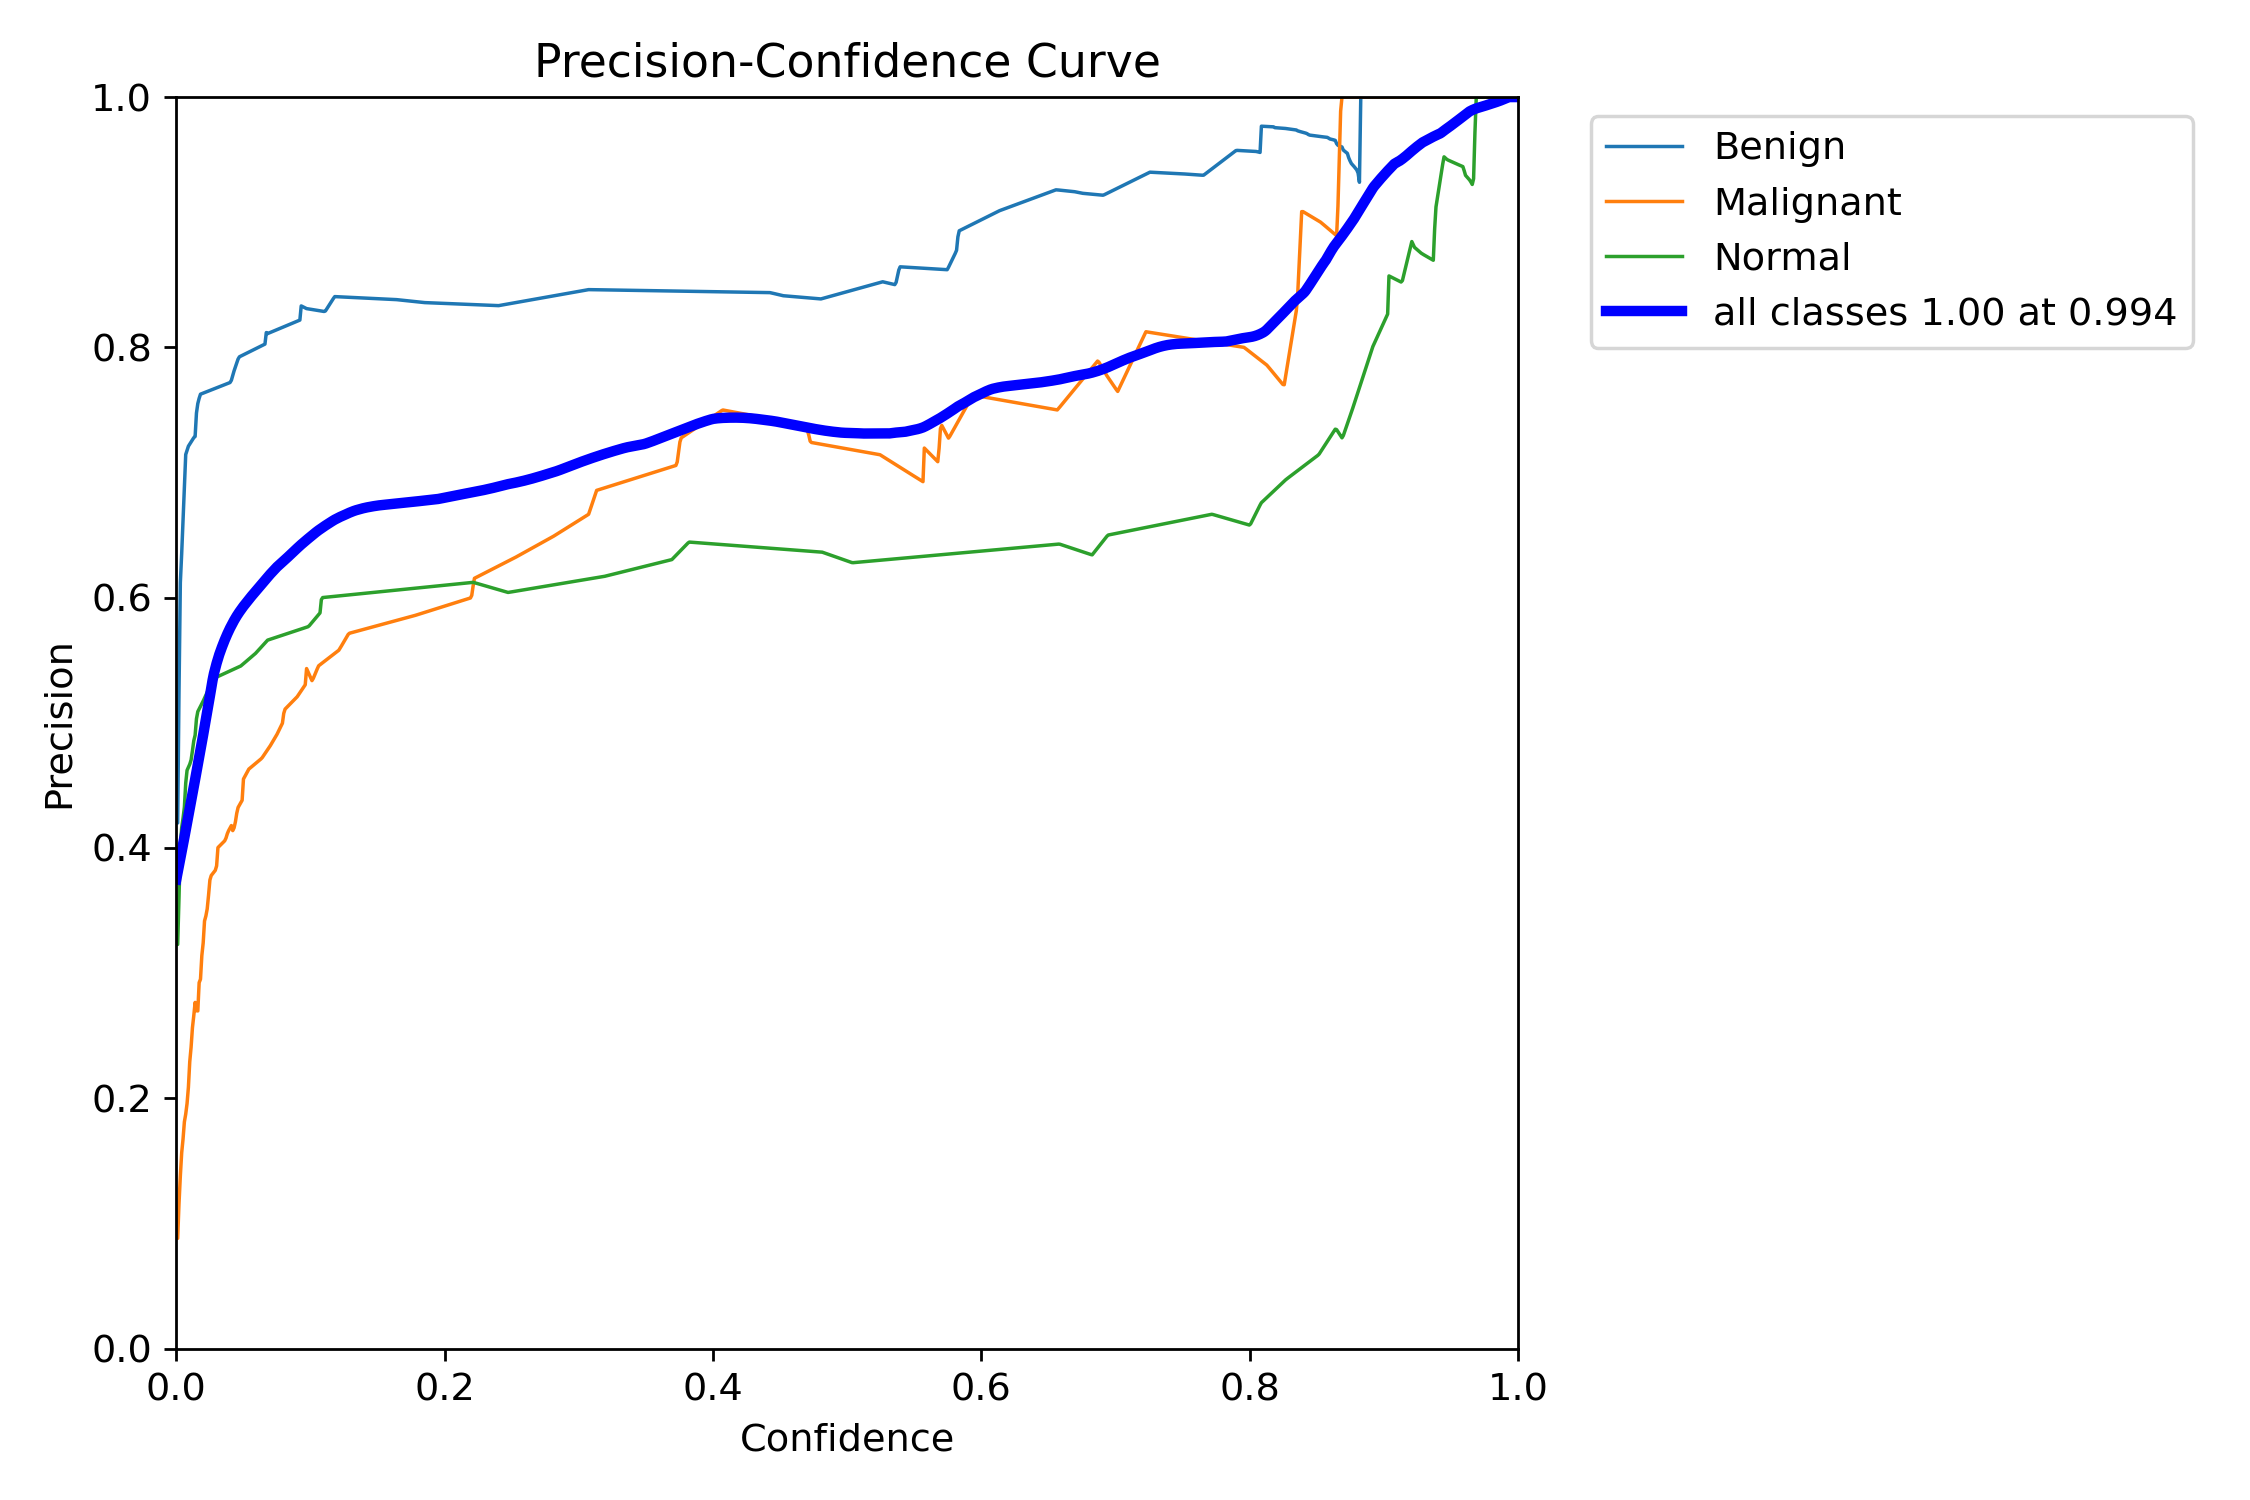 Precision-Confidence Curve
1.0
0.8
0.6
0.4
0.2
0.0
Precision
0.0 0.2 0.4 0.6 0.8 1.0
Confidence
Benign
Malignant
Normal
all classes 1.00 at 0.994